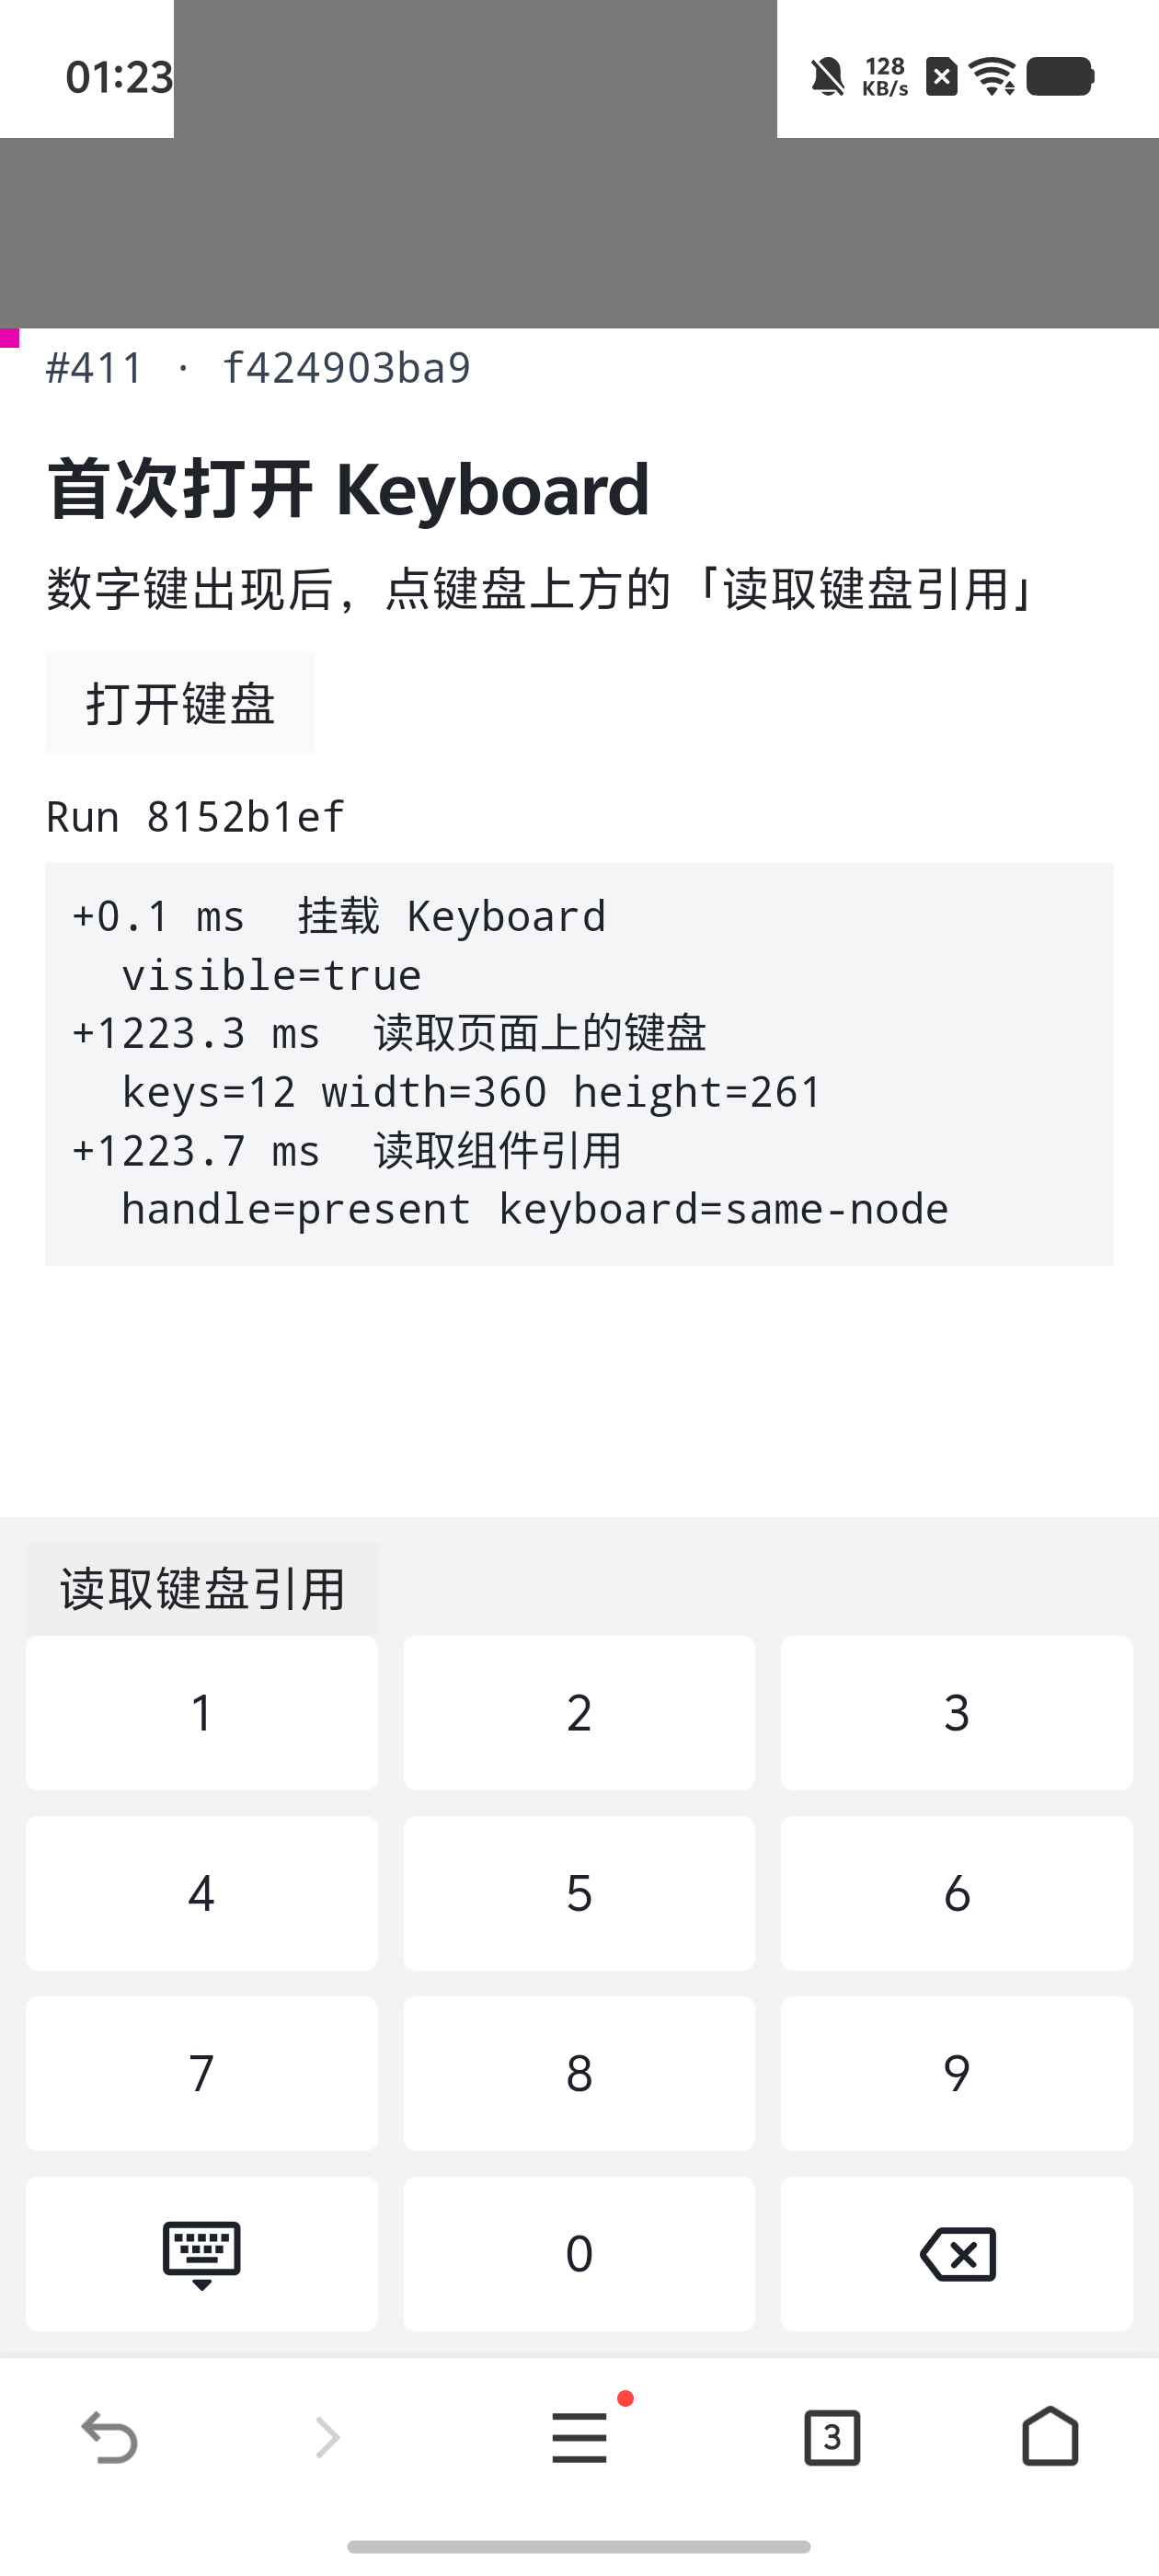 01:23
128
KB/s
#411 · f424903ba9
首次打开 Keyboard
数字键出现后，点键盘上方的「读取键盘引用」
打开键盘
Run 8152b1ef
+0.1 ms  挂载 Keyboard
visible=true
+1223.3 ms  读取页面上的键盘
keys=12 width=360 height=261
+1223.7 ms  读取组件引用
handle=present keyboard=same-node
读取键盘引用
1 2 3
4 5 6
7 8 9
0
3